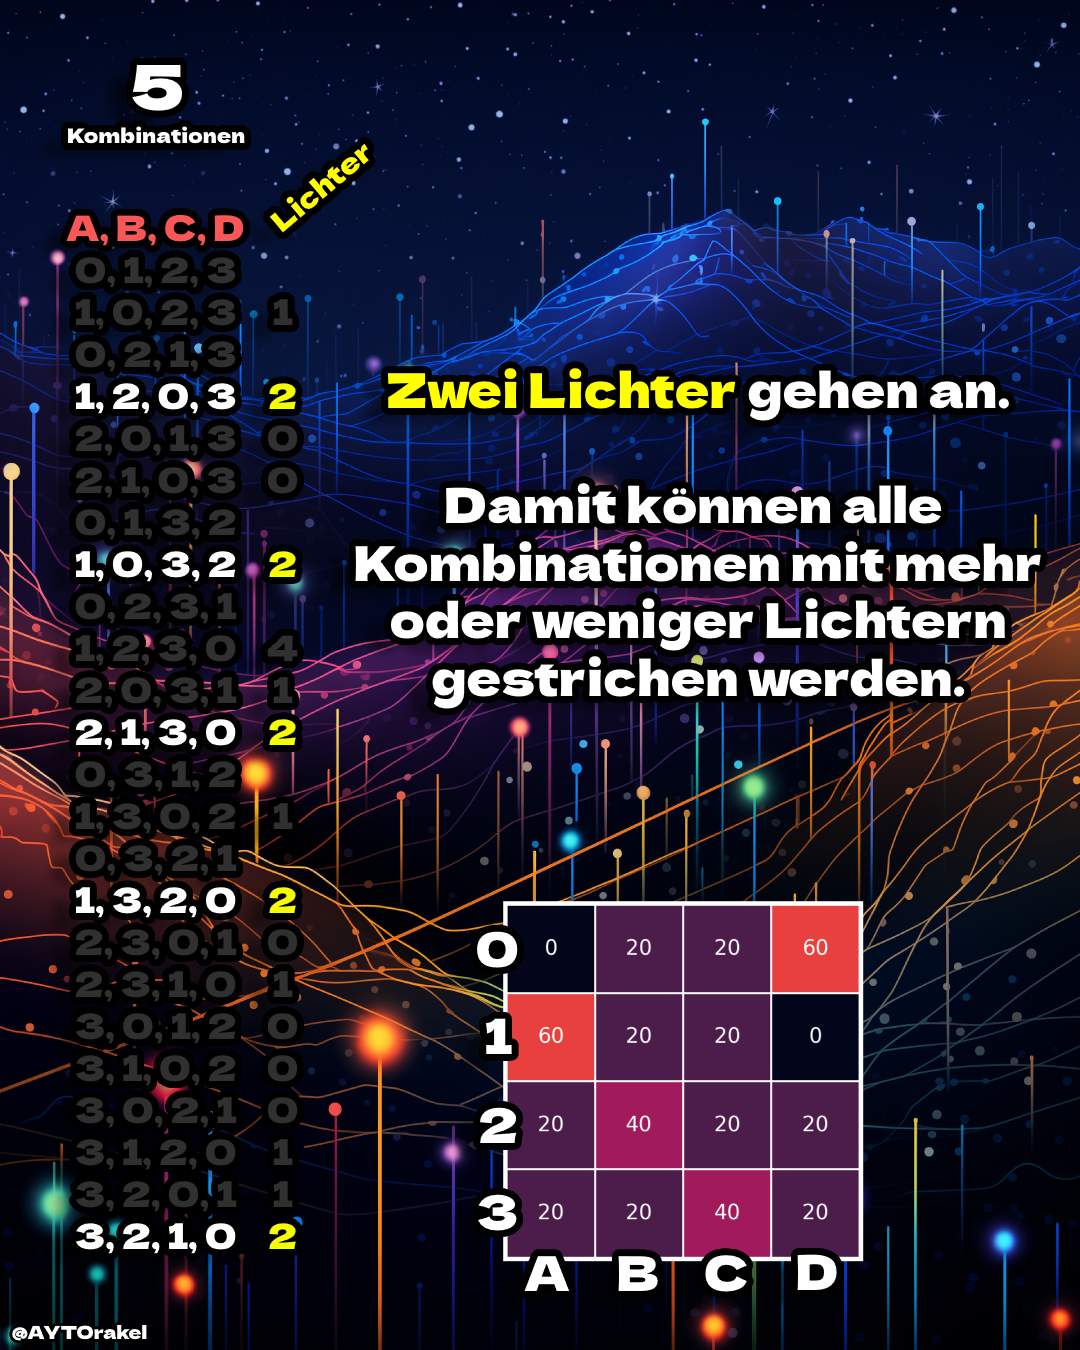 5
Kombinationen
Lichter
A, B, C, D
0, 1, 2, 3
1, 0, 2, 3 1
0, 2, 1, 3
1, 2, 0, 3 2
2, 0, 1, 3 0
2, 1, 0, 3 0
0, 1, 3, 2
1, 0, 3, 2 2
0, 2, 3, 1
1, 2, 3, 0 4
2, 0, 3, 1 1
2, 1, 3, 0 2
0, 3, 1, 2
1, 3, 0, 2 1
0, 3, 2, 1
1, 3, 2, 0 2
2, 3, 0, 1 0
2, 3, 1, 0 1
3, 0, 1, 2 0
3, 1, 0, 2 0
3, 0, 2, 1 0
3, 1, 2, 0 1
3, 2, 0, 1 1
3, 2, 1, 0 2
Zwei Lichter gehen an.
Damit können alle
Kombinationen mit mehr
oder weniger Lichtern
gestrichen werden.
0 0 20 20 60
1 60 20 20 0
2 20 40 20 20
3 20 20 40 20
A B C D
@AYTOrakel